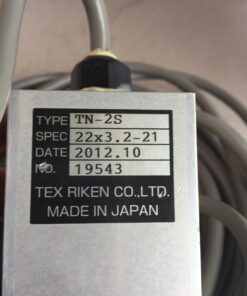 TYPE TN-2S
SPEC 22x3.2-21
DATE 2012.10
NO. 19543
TEX RIKEN CO.,LTD.
MADE IN JAPAN